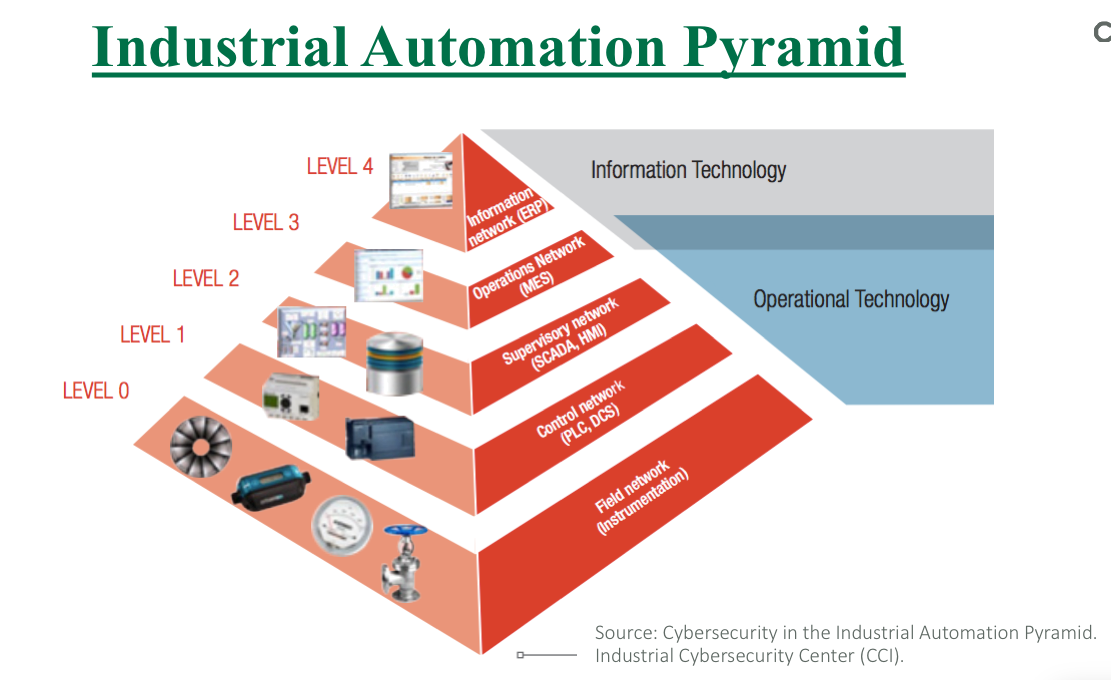 Industrial Automation Pyramid
C
LEVEL 4
LEVEL 3
LEVEL 2
LEVEL 1
LEVEL 0
Information
network (ERP)
Operations Network
(MES)
Supervisory network
(SCADA, HMI)
Control network
(PLC, DCS)
Field network
(Instrumentation)
Information Technology
Operational Technology
Source: Cybersecurity in the Industrial Automation Pyramid.
Industrial Cybersecurity Center (CCI).